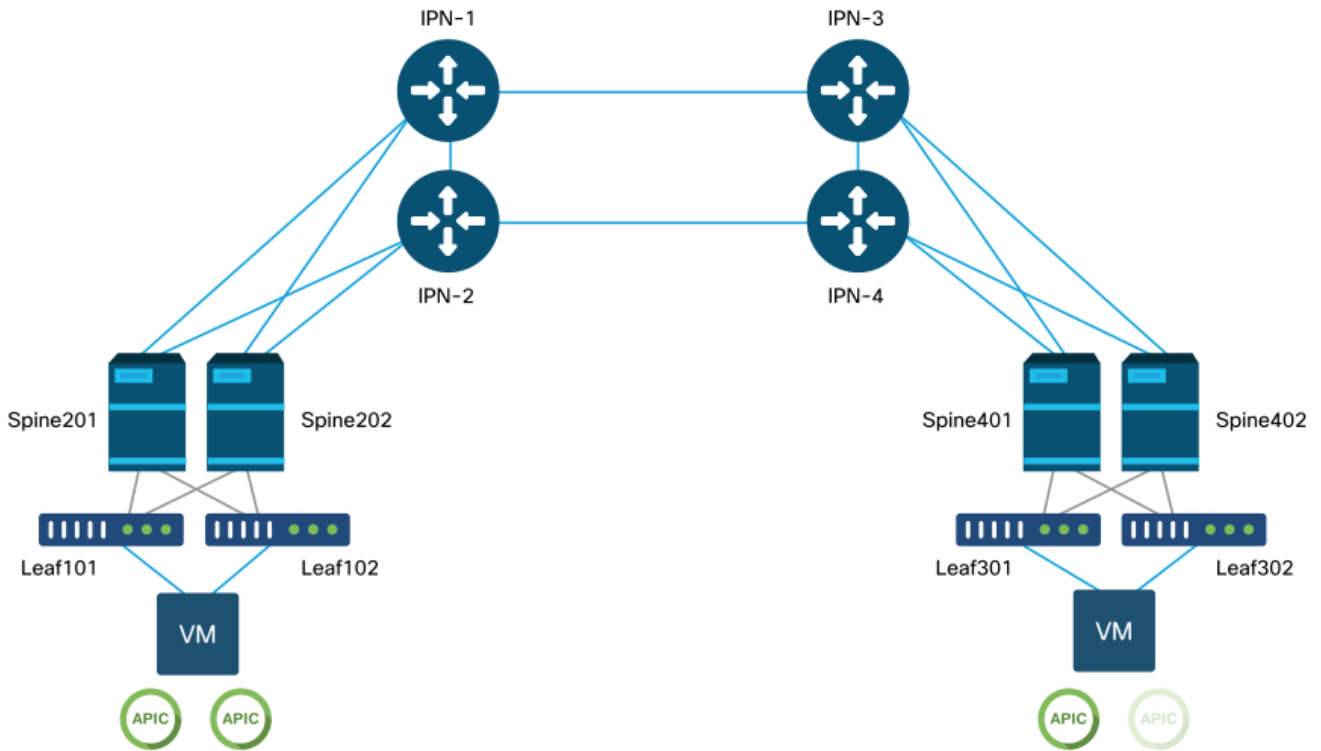 IPN-1
IPN-3
IPN-2
IPN-4
Spine201
Spine202
Spine401
Spine402
Leaf101
Leaf102
Leaf301
Leaf302
VM
VM
APIC
APIC
APIC
APIC